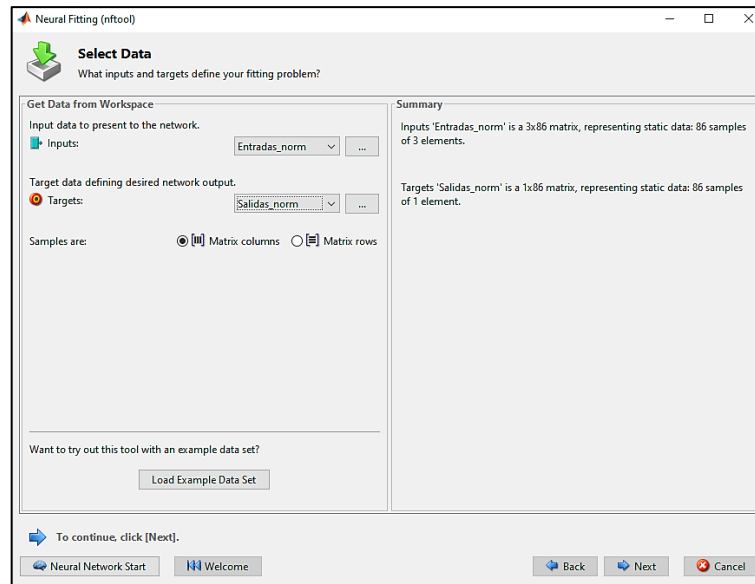 Neural Fitting (nftool)
Select Data
What inputs and targets define your fitting problem?
Get Data from Workspace
Input data to present to the network.
Inputs:
Entradas_norm
...
Target data defining desired network output.
Targets:
Salidas_norm
...
Samples are:
Matrix columns
Matrix rows
Want to try out this tool with an example data set?
Load Example Data Set
Summary
Inputs 'Entradas_norm' is a 3x86 matrix, representing static data: 86 samples
of 3 elements.
Targets 'Salidas_norm' is a 1x86 matrix, representing static data: 86 samples
of 1 element.
To continue, click [Next].
Neural Network Start
Welcome
Back
Next
Cancel